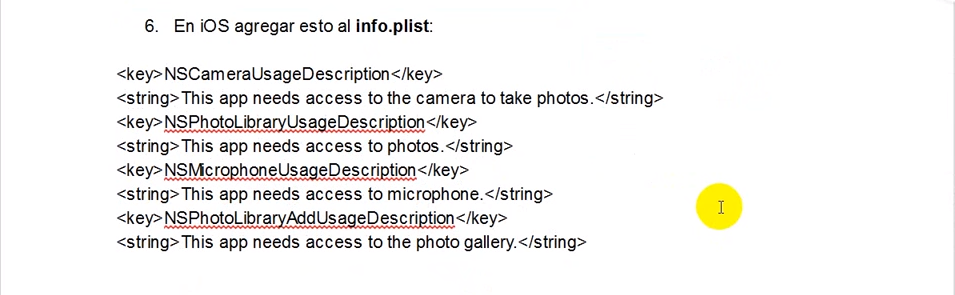 6. En iOS agregar esto al info.plist:
<key>NSCameraUsageDescription</key>
<string>This app needs access to the camera to take photos.</string>
<key>NSPhotoLibraryUsageDescription</key>
<string>This app needs access to photos.</string>
<key>NSMicrophoneUsageDescription</key>
<string>This app needs access to microphone.</string>
<key>NSPhotoLibraryAddUsageDescription</key>
<string>This app needs access to the photo gallery.</string>